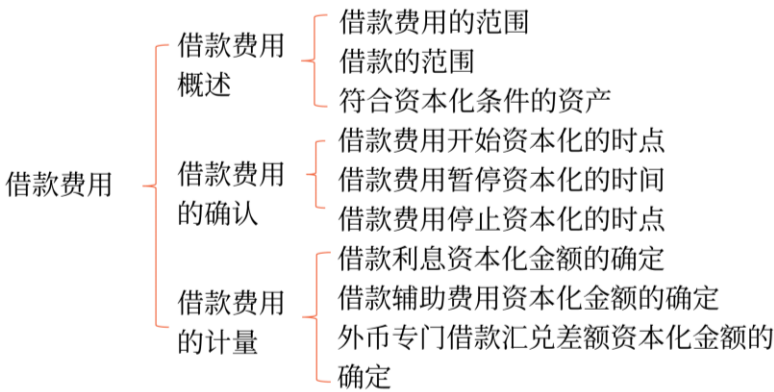 借款费用
借款费用
概述
借款费用的范围
借款的范围
符合资本化条件的资产
借款费用
的确认
借款费用开始资本化的时点
借款费用暂停资本化的时间
借款费用停止资本化的时点
借款费用
的计量
借款利息资本化金额的确定
借款辅助费用资本化金额的确定
外币专门借款汇兑差额资本化金额的
确定